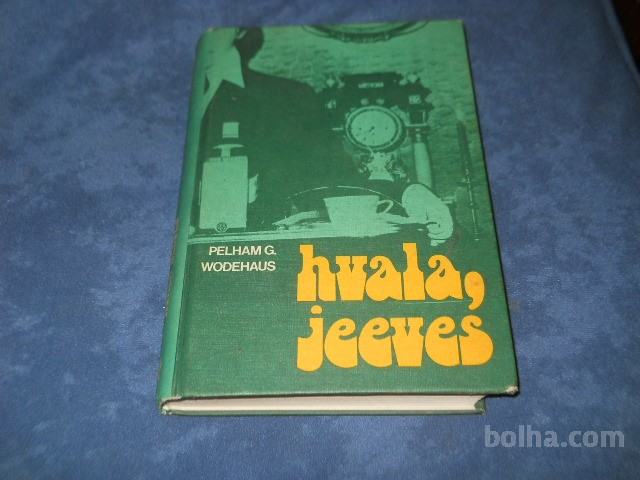 PELHAM G.
WODEHAUS
hvala,
jeeves
bolha.com